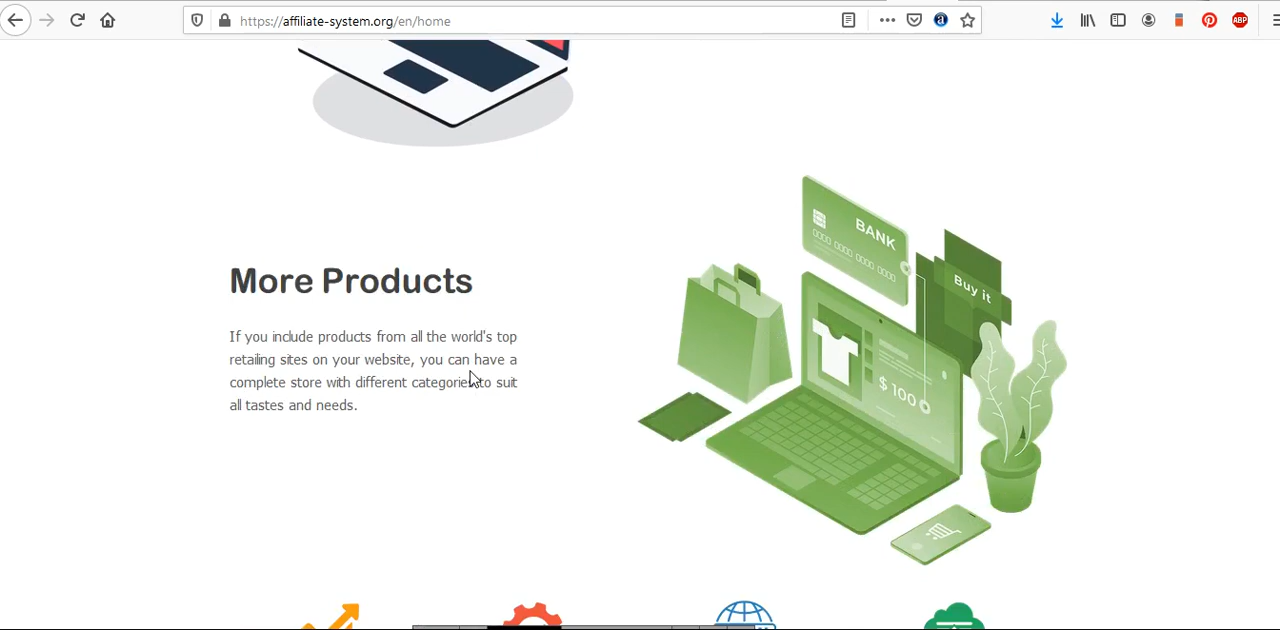 https://affiliate-system.org/en/home
ABP
BANK
Buy it
More Products
If you include products from all the world's top
retailing sites on your website, you can have a
complete store with different categories to suit
all tastes and needs.
$ 100